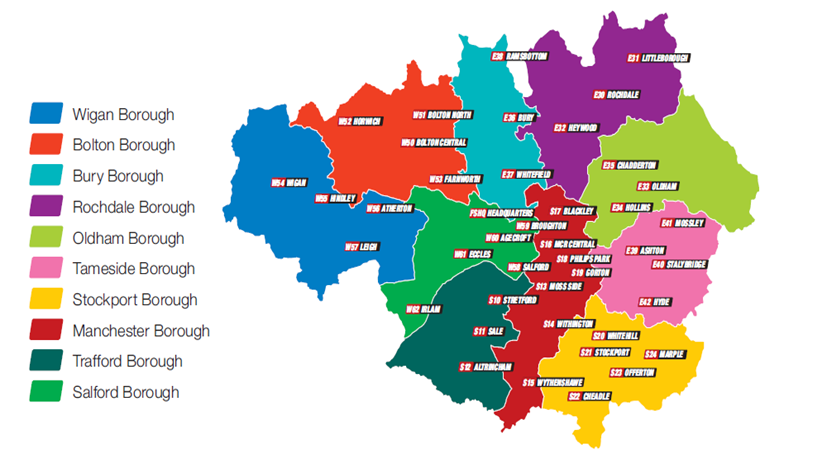 Wigan Borough
Bolton Borough
Bury Borough
Rochdale Borough
Oldham Borough
Tameside Borough
Stockport Borough
Manchester Borough
Trafford Borough
Salford Borough
E39 RAMSBOTTOM
E31 LITTLEBOROUGH
E30 ROCHDALE
W51 BOLTON NORTH
W52 HORWICH
E36 BURY
E32 HEYWOOD
W50 BOLTON CENTRAL
E35 CHADDERTON
E37 WHITEFIELD
W53 FARNWORTH
W54 WIGAN
E33 OLDHAM
W55 HINDLEY
W56 ATHERTON
E34 HOLLINS
FSHQ HEADQUARTERS
S17 BLACKLEY
W59 BROUGHTON
E41 MOSSLEY
W60 AGECROFT
S16 MCR CENTRAL
W57 LEIGH
E38 ASHTON
W61 ECCLES
S18 PHILIPS PARK
E40 STALYBRIDGE
W58 SALFORD
S19 GORTON
S13 MOSS SIDE
S10 STRETFORD
E42 HYDE
W62 IRLAM
S14 WITHINGTON
S11 SALE
S20 WHITEHILL
S21 STOCKPORT
S24 MARPLE
S12 ALTRINCHAM
S23 OFFERTON
S15 WYTHENSHAWE
S22 CHEADLE